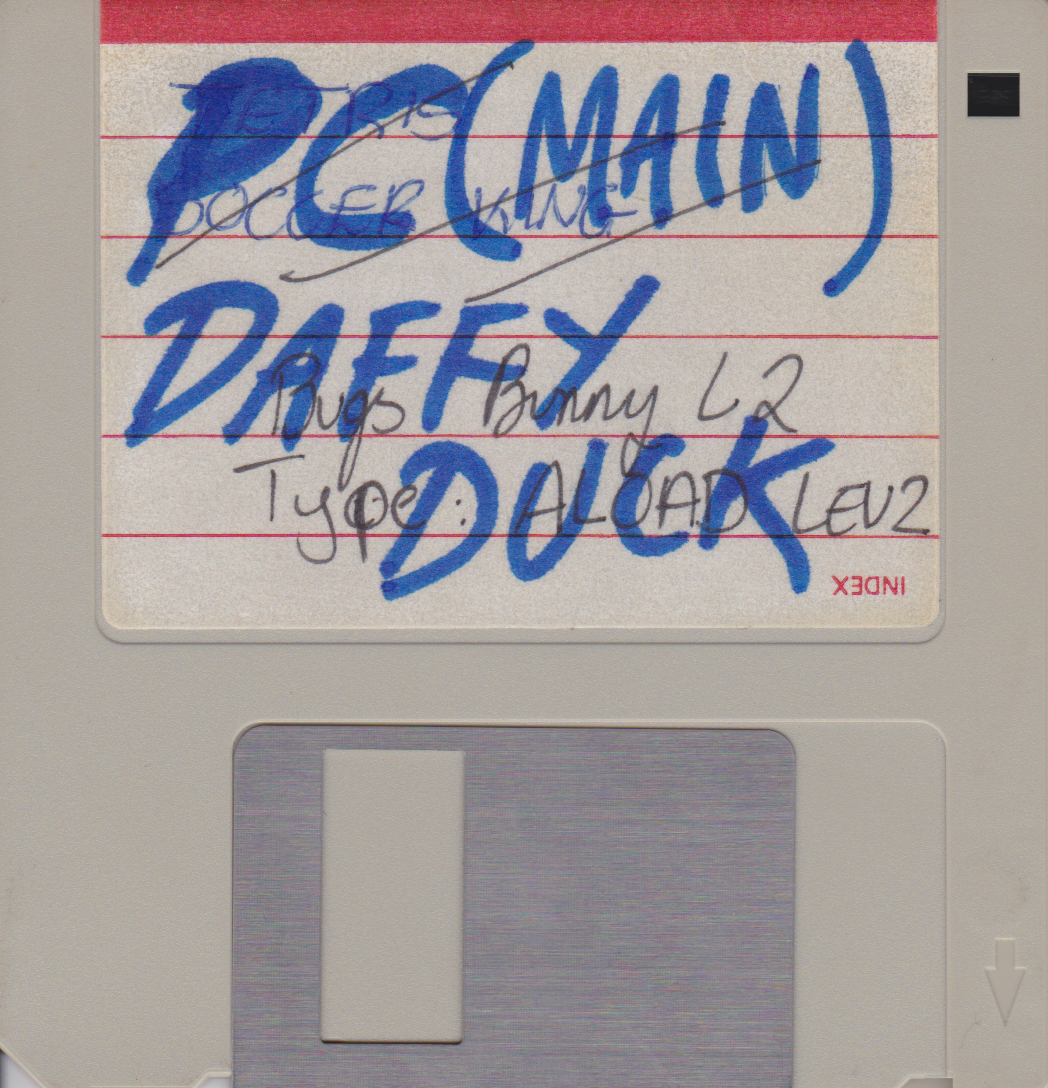 PC (MAIN)
TETRIS
SOCCER KING
DAFFY
Bugs Bunny L2
DUCK
Type: ALOAD LEV2
INDEX